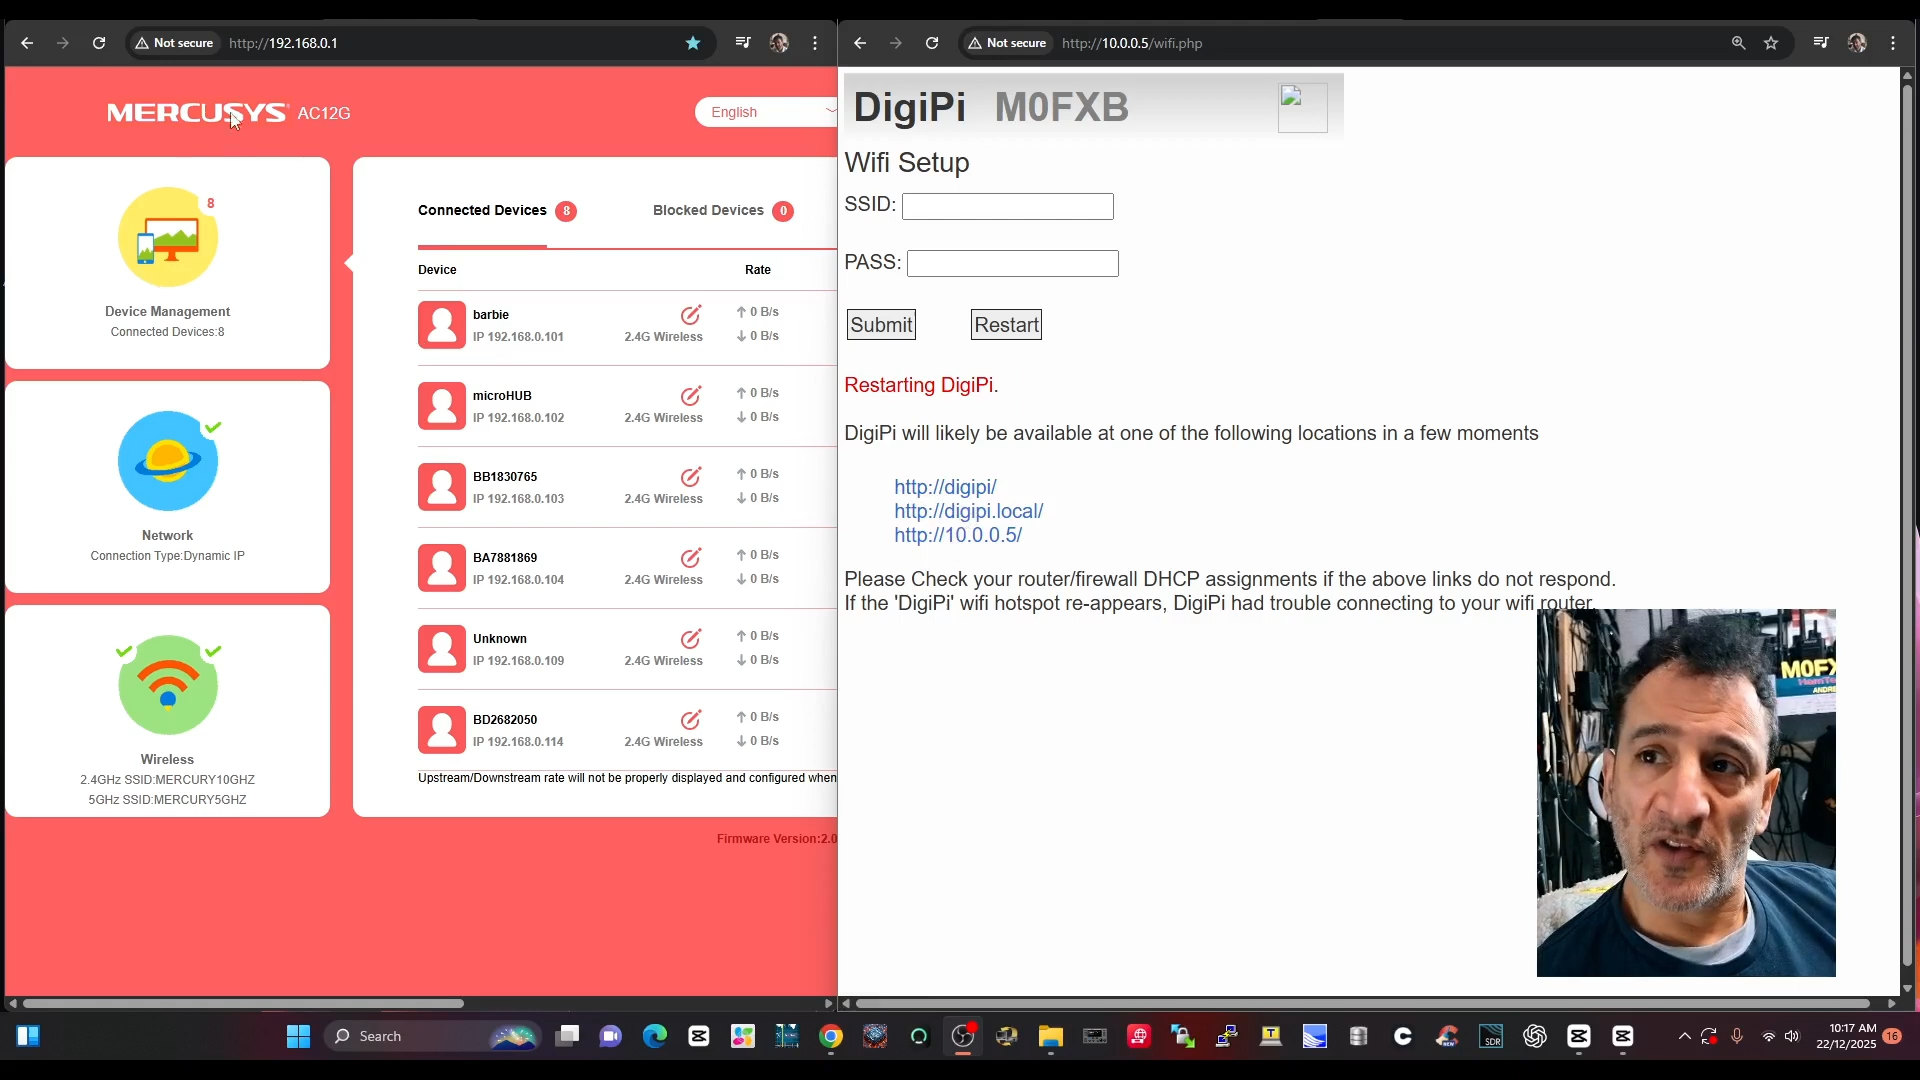 Not secure
http://192.168.0.1
MERCUSYS AC12G
English
8
Device Management
Connected Devices:8
Network
Connection Type:Dynamic IP
Wireless
2.4GHz SSID:MERCURY10GHZ
5GHz SSID:MERCURY5GHZ
Connected Devices 8
Blocked Devices 0
Device
Rate
barbie
0 B/s
IP 192.168.0.101
2.4G Wireless
0 B/s
microHUB
0 B/s
IP 192.168.0.102
2.4G Wireless
0 B/s
BB1830765
0 B/s
IP 192.168.0.103
2.4G Wireless
0 B/s
BA7881869
0 B/s
IP 192.168.0.104
2.4G Wireless
0 B/s
Unknown
0 B/s
IP 192.168.0.109
2.4G Wireless
0 B/s
BD2682050
0 B/s
IP 192.168.0.114
2.4G Wireless
0 B/s
Upstream/Downstream rate will not be properly displayed and configured when
Firmware Version:2.0
Not secure
http://10.0.0.5/wifi.php
DigiPi M0FXB
Wifi Setup
SSID:
PASS:
Submit
Restart
Restarting DigiPi.
DigiPi will likely be available at one of the following locations in a few moments
http://digipi/
http://digipi.local/
http://10.0.0.5/
Please Check your router/firewall DHCP assignments if the above links do not respond.
If the 'DigiPi' wifi hotspot re-appears, DigiPi had trouble connecting to your wifi router.
M0FX
ANDRE
Search
NEW
SDR
10:17 AM
22/12/2025
16